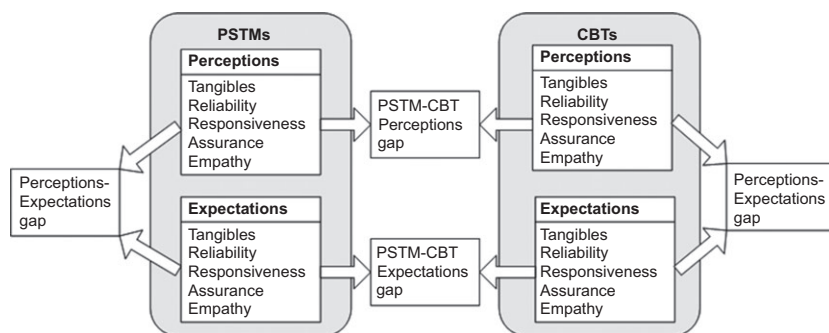 PSTMs
Perceptions
Tangibles
Reliability
Responsiveness
Assurance
Empathy
Expectations
Tangibles
Reliability
Responsiveness
Assurance
Empathy
Perceptions-
Expectations
gap
PSTM-CBT
Perceptions
gap
PSTM-CBT
Expectations
gap
CBTs
Perceptions
Tangibles
Reliability
Responsiveness
Assurance
Empathy
Expectations
Tangibles
Reliability
Responsiveness
Assurance
Empathy
Perceptions-
Expectations
gap